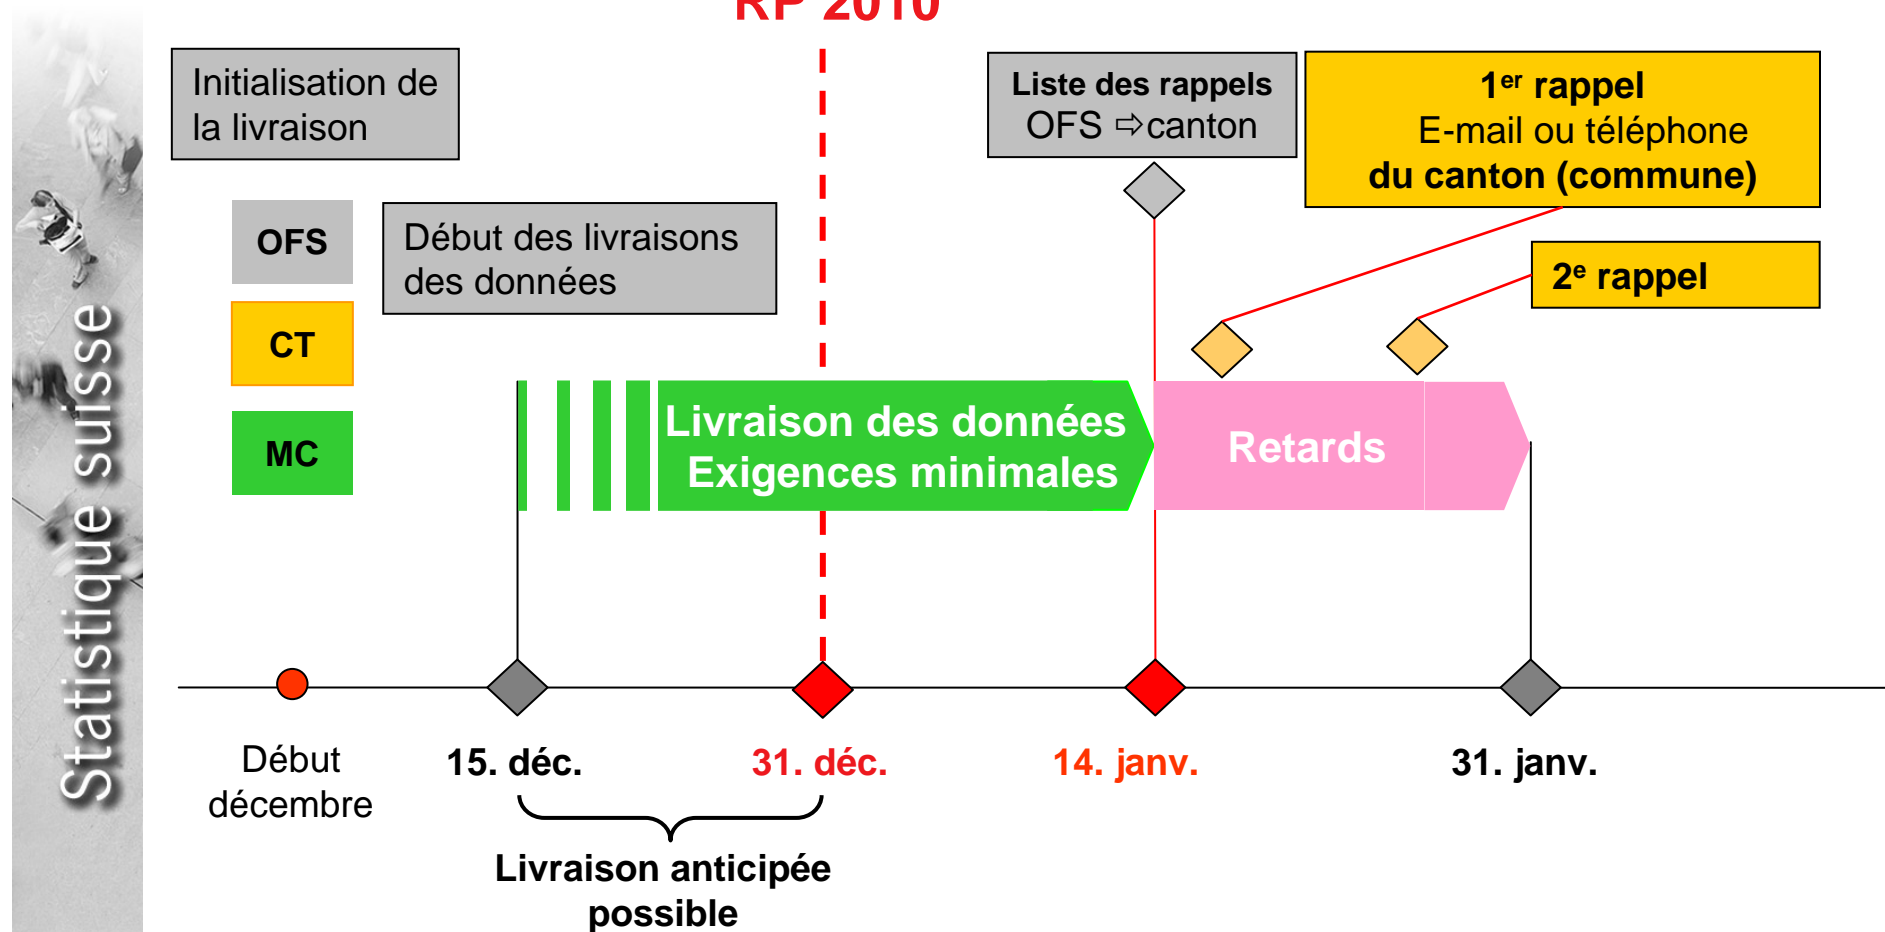 RP 2010
Initialisation de
la livraison
Liste des rappels
OFS ⇨canton
1er rappel
E-mail ou téléphone
du canton (commune)
OFS
Début des livraisons
des données
2e rappel
CT
MC
Livraison des données
Exigences minimales
Retards
Statistique suisse
Début
décembre
15. déc.
31. déc.
14. janv.
31. janv.
Livraison anticipée
possible